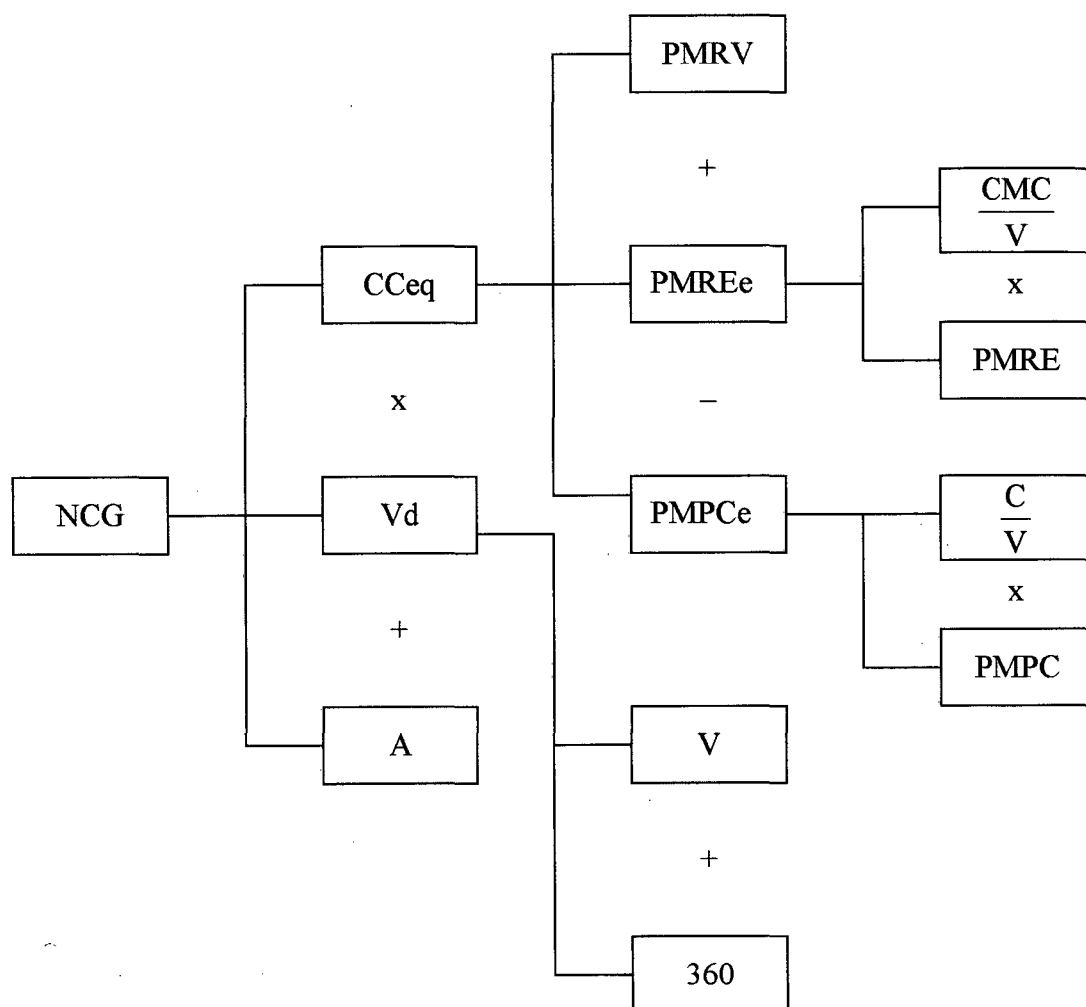 PMRV
+
CMC
V
CCeq
PMREe
x
x
PMRE
–
NCG
Vd
PMPCe
C
V
x
+
PMPC
A
V
+
360